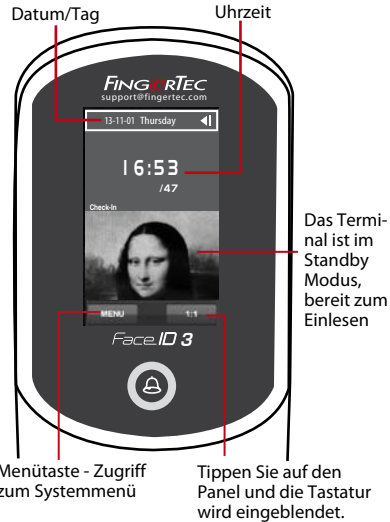 Datum/Tag
Uhrzeit
FINGERTEC
support@fingertec.com
13-11-01 Thursday
16:53
/47
Check-In
Das Termi-
nal ist im
Standby
Modus,
bereit zum
Einlesen
MENU 1:1
Face ID 3
Menütaste - Zugriff
zum Systemmenü
Tippen Sie auf den
Panel und die Tastatur
wird eingeblendet.